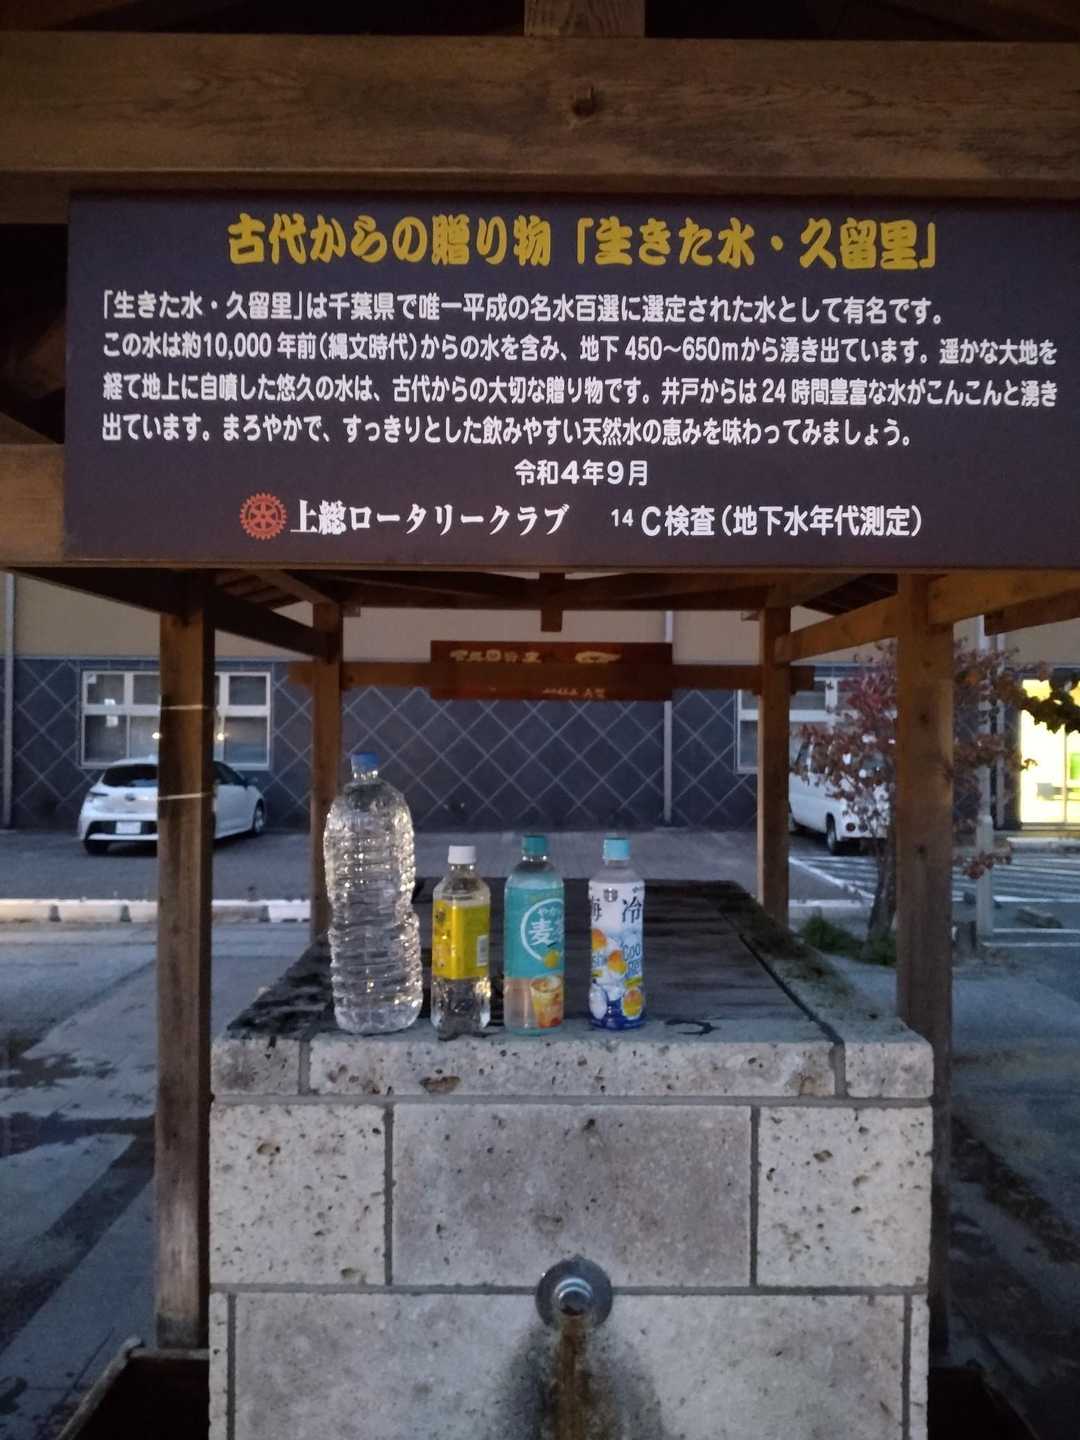 古代からの贈り物「生きた水・久留里」
「生きた水・久留里」は千葉県で唯一平成の名水百選に選定された水として有名です。
この水は約10,000年前（縄文時代）からの水を含み、地下450～650mから湧き出ています。遥かな大地を
経て地上に自噴した悠久の水は、古代からの大切な贈り物です。井戸からは24時間豊富な水がこんこんと湧き
出ています。まろやかで、すっきりとした飲みやすい天然水の恵みを味わってみましょう。
令和4年9月
上総ロータリークラブ 14C検査（地下水年代測定）
麦
梅
冷
COO